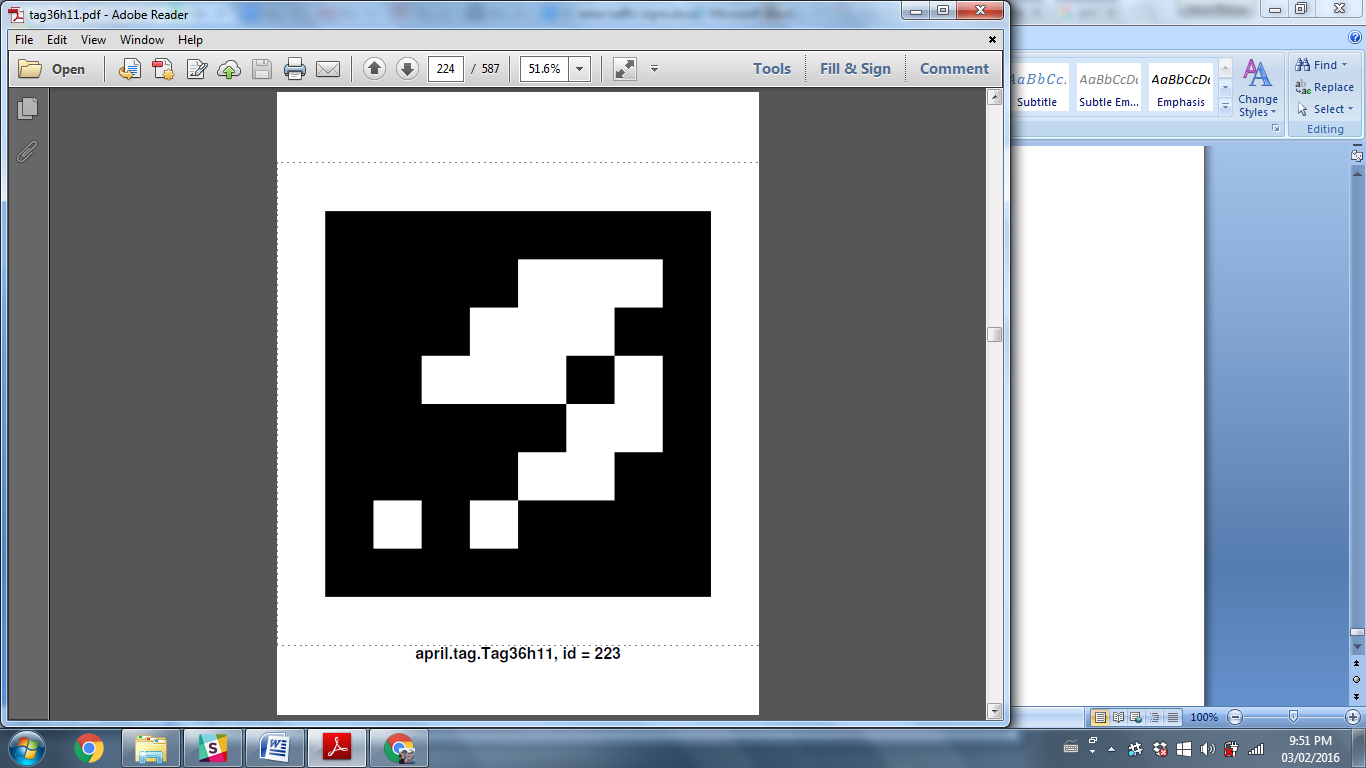 tag36h11.pdf - Adobe Reader
File Edit View Window Help
Open 224 / 587 51.6% Tools Fill & Sign Comment
AaBbCc. AaBbCcDc AaBbCcDc
Subtitle Subtle Em... Emphasis
Change Styles
Find
Replace
Select
Editing
april.tag.Tag36h11, id = 223
100%
9:51 PM
03/02/2016